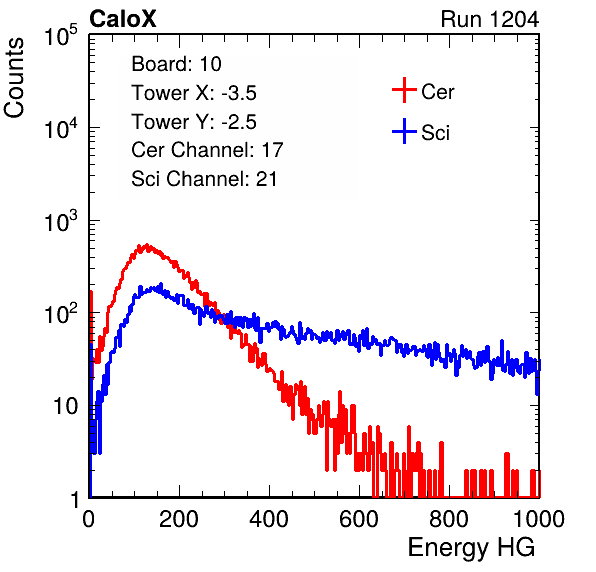 CaloX Run 1204
Counts
Board: 10
Tower X: -3.5
Tower Y: -2.5
Cer Channel: 17
Sci Channel: 21
Cer
Sci
10^5
10^4
10^3
10^2
10
1
0 200 400 600 800 1000
Energy HG